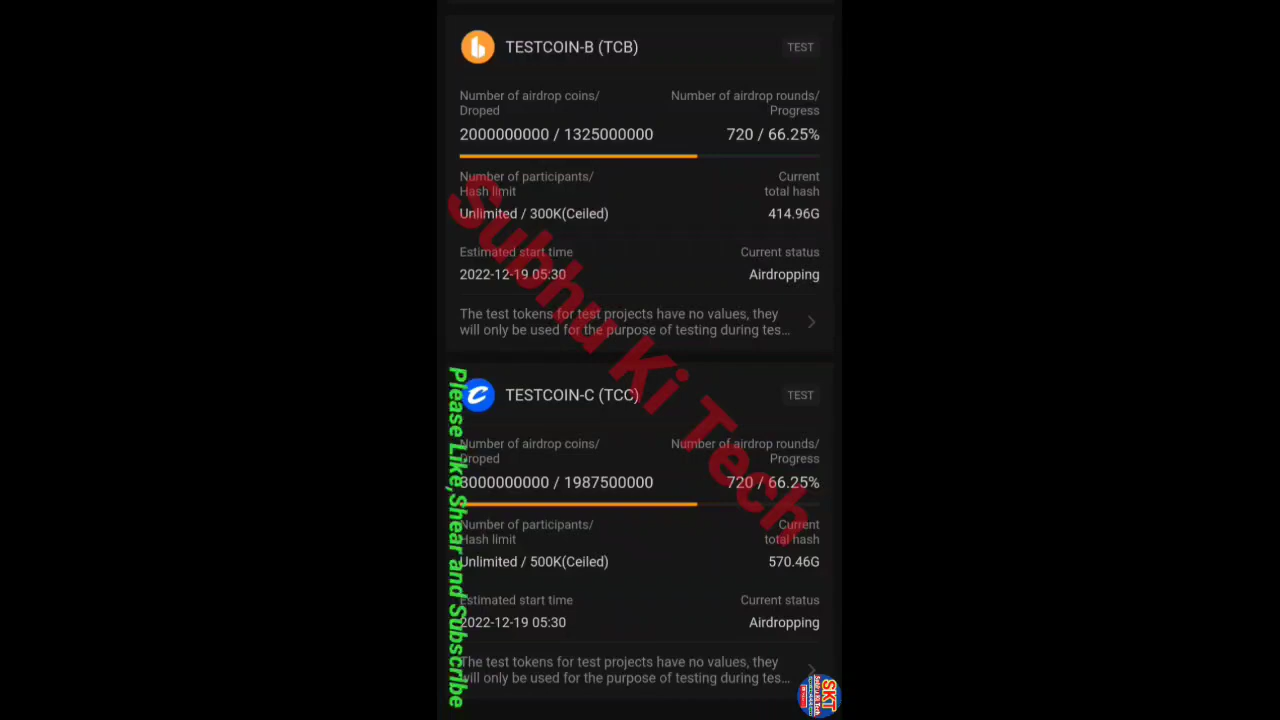 TESTCOIN-B (TCB)
TEST
Number of airdrop coins/
Droped
Number of airdrop rounds/
Progress
2000000000 / 1325000000
720 / 66.25%
Number of participants/
Hash limit
Current
total hash
Unlimited / 300K(Ceiled)
414.96G
Estimated start time
Current status
2022-12-19 05:30
Airdropping
The test tokens for test projects have no values, they
will only be used for the purpose of testing during tes...
TESTCOIN-C (TCC)
TEST
Number of airdrop coins/
Droped
Number of airdrop rounds/
Progress
3000000000 / 1987500000
720 / 66.25%
Number of participants/
Hash limit
Current
total hash
Unlimited / 500K(Ceiled)
570.46G
Estimated start time
Current status
2022-12-19 05:30
Airdropping
The test tokens for test projects have no values, they
will only be used for the purpose of testing during tes...
Subhu Ki Tech
Please Like,Shear and Subscribe
SKT